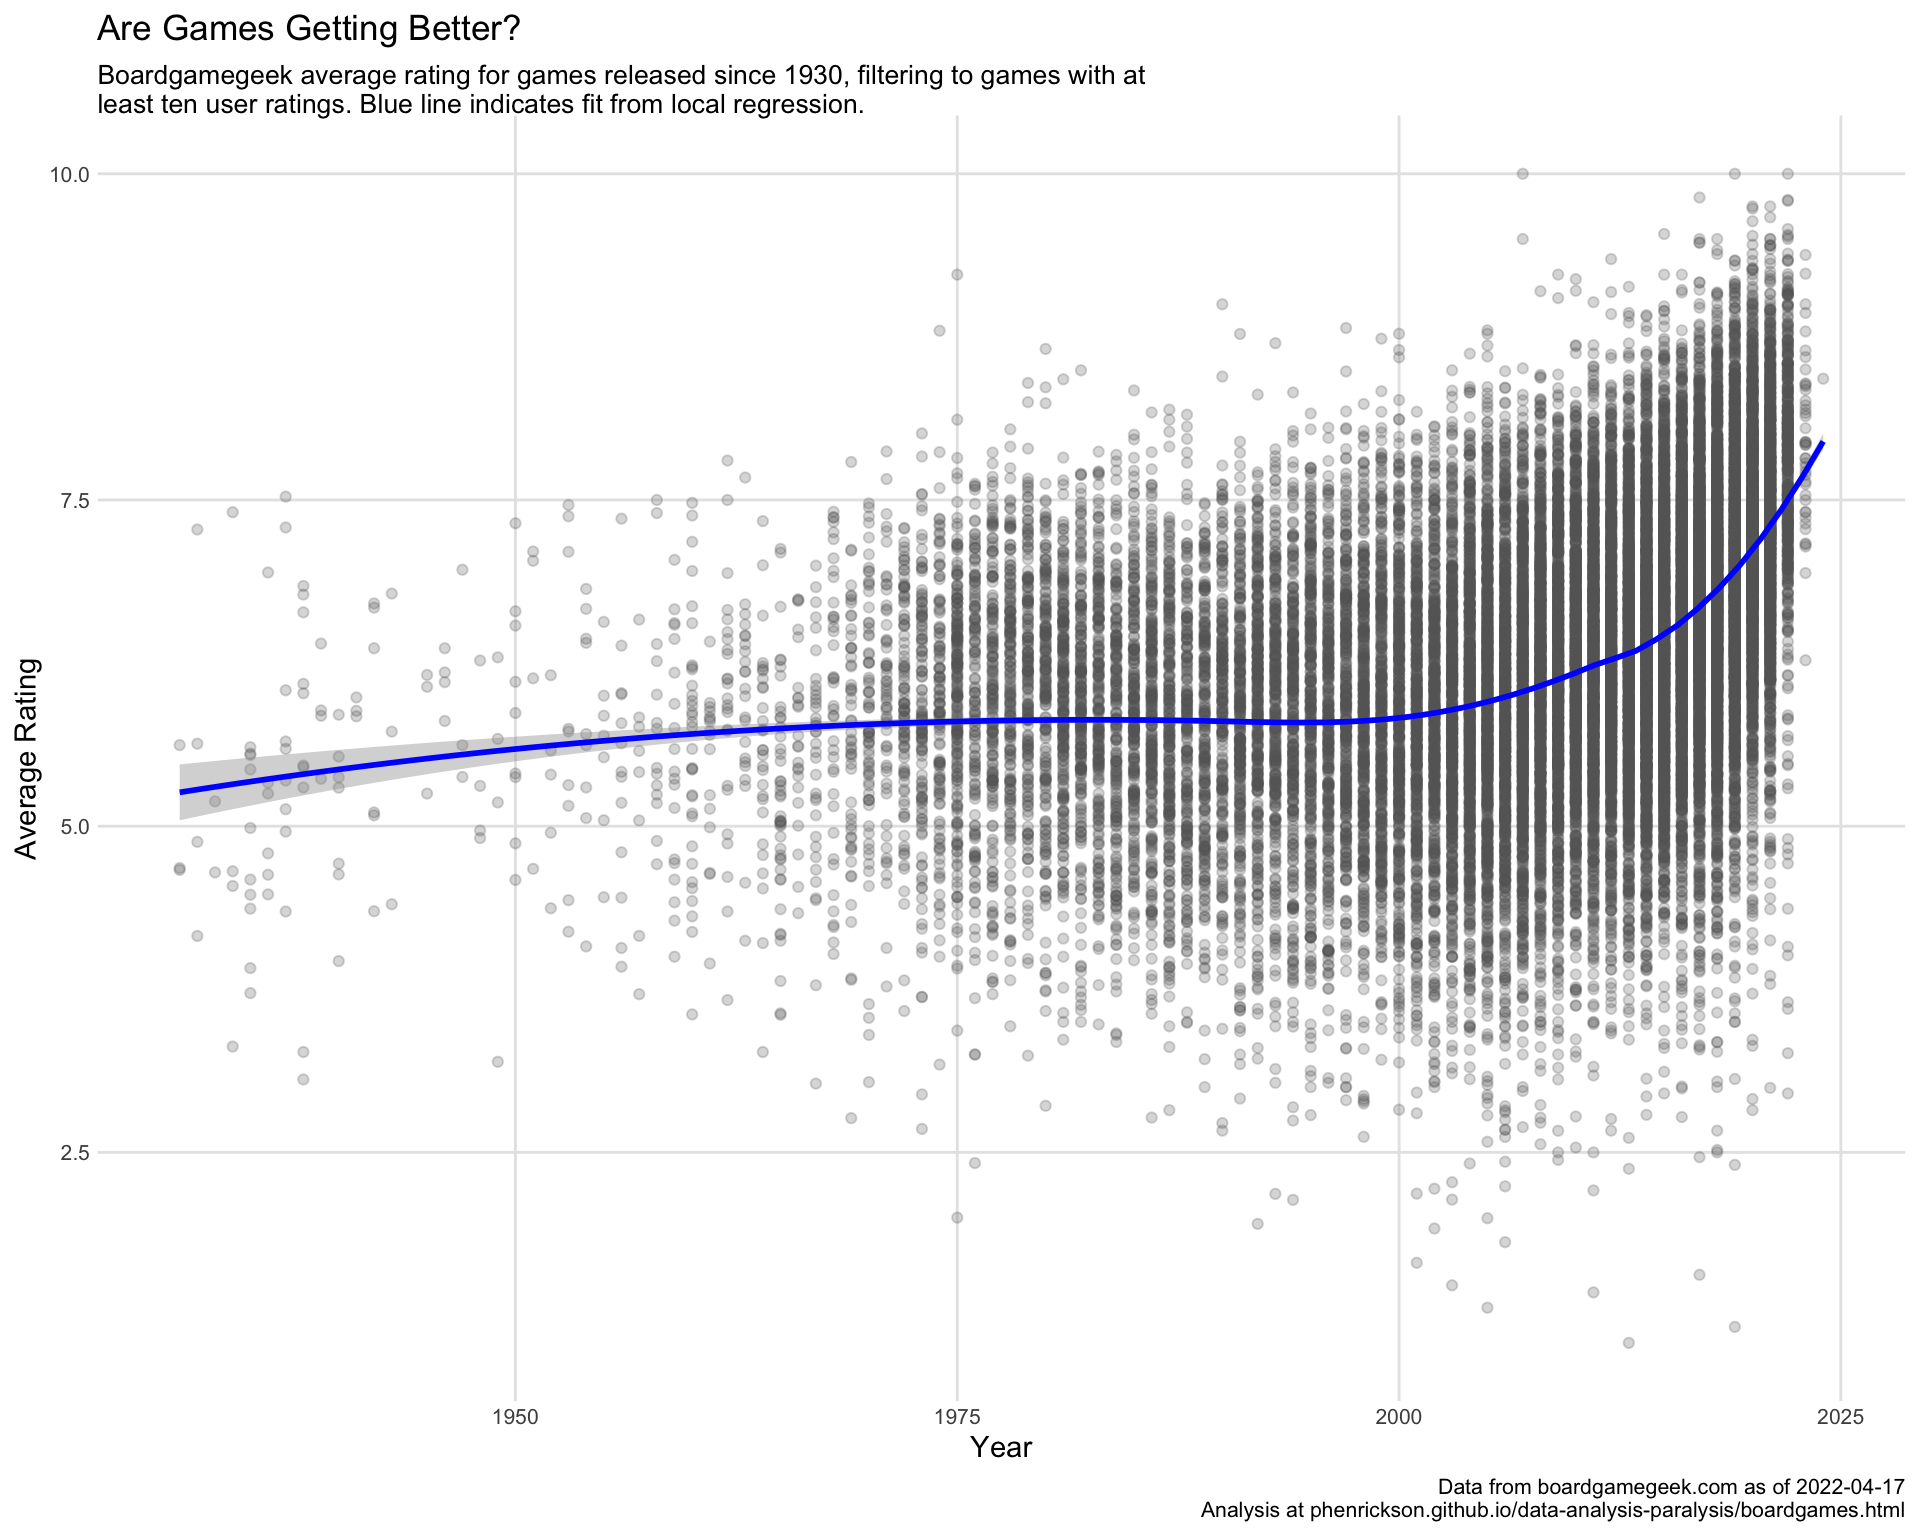 Are Games Getting Better?
Boardgamegeek average rating for games released since 1930, filtering to games with at
least ten user ratings. Blue line indicates fit from local regression.
Average Rating
10.0
7.5
5.0
2.5
1950
1975
2000
2025
Year
Data from boardgamegeek.com as of 2022-04-17
Analysis at phenrickson.github.io/data-analysis-paralysis/boardgames.html